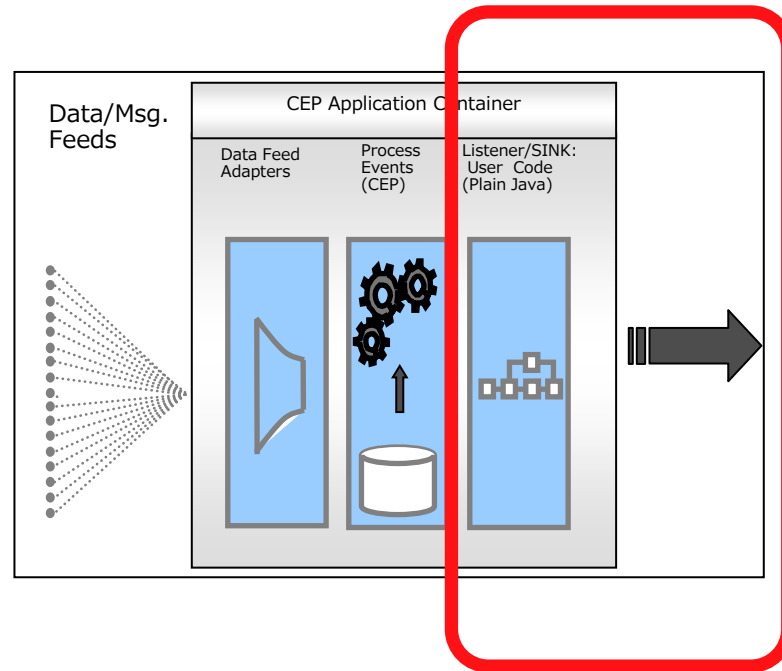 CEP Application Container
Data/Msg.
Feeds
Data Feed
Adapters
Process
Events
(CEP)
Listener/SINK:
User Code
(Plain Java)